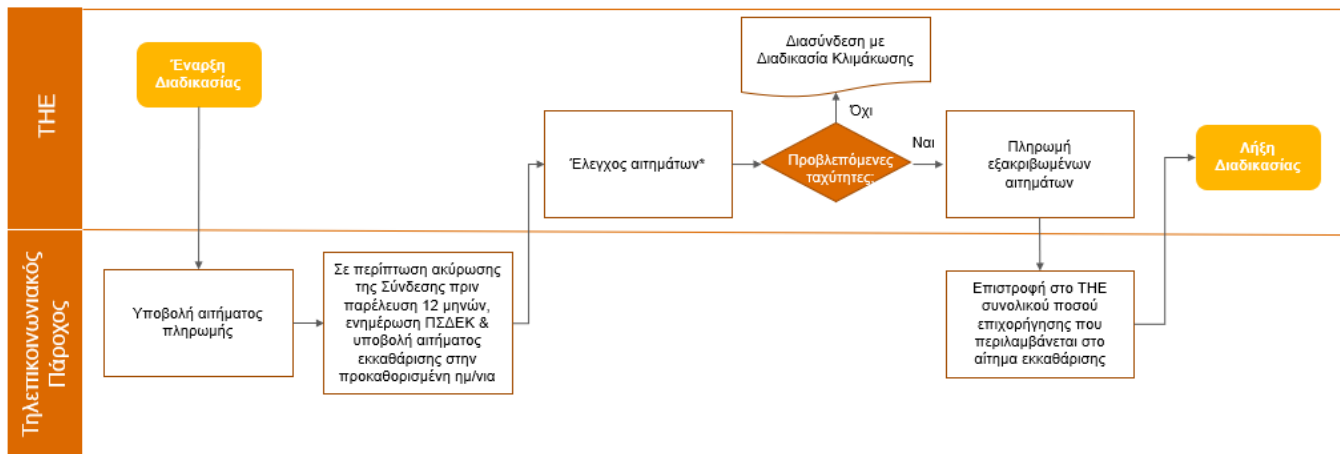 ΤΗΕ
Έναρξη
Διαδικασίας
Διασύνδεση με
Διαδικασία Κλιμάκωσης
Όχι
Έλεγχος αιτημάτων*
Προβλεπόμενες
ταχύτητες;
Ναι
Πληρωμή
εξακριβωμένων
αιτημάτων
Λήξη
Διαδικασίας
Τηλεπικοινωνιακός
Πάροχος
Υποβολή αιτήματος
πληρωμής
Σε περίπτωση ακύρωσης
της Σύνδεσης πριν
παρέλευση 12 μηνών,
ενημέρωση ΠΣΔΕΚ &
υποβολή αιτήματος
εκκαθάρισης στην
προκαθορισμένη ημ/νια
Επιστροφή στο ΤΗΕ
συνολικού ποσού
επιχορήγησης που
περιλαμβάνεται στο
αίτημα εκκαθάρισης